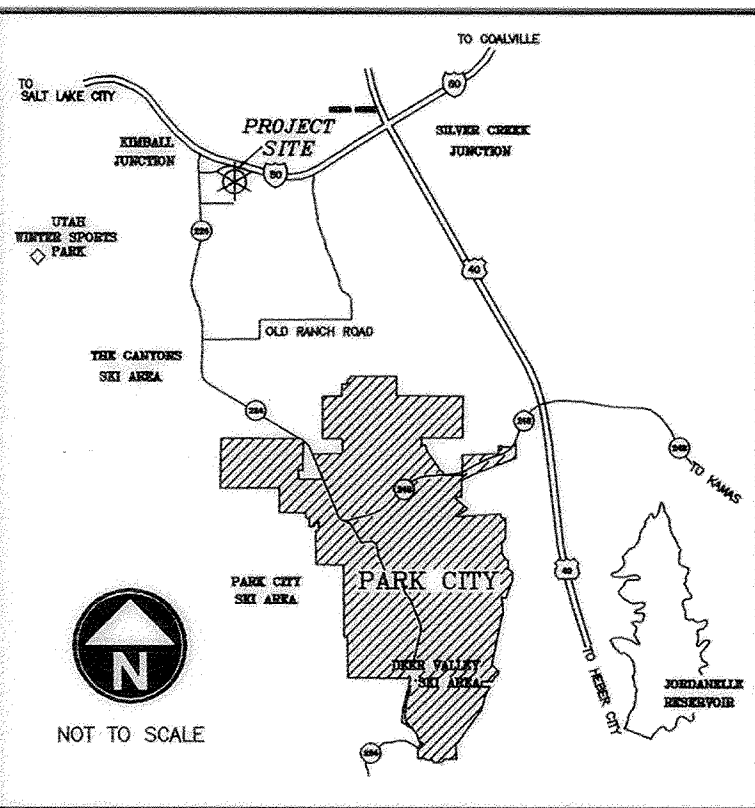 TO COALVILLE
TO
SALT LAKE CITY
80
KIMBALL
JUNCTION
PROJECT
SITE
SILVER CREEK
JUNCTION
80
UTAH
WINTER SPORTS
PARK
224
40
OLD RANCH ROAD
THE CANYONS
SKI AREA
224
248
248
TO KAMAS
248
PARK CITY
SKI AREA
PARK CITY
40
DEER VALLEY
SKI AREA
TO HEBER CITY
JORDANELLE
RESERVOIR
N
NOT TO SCALE
224